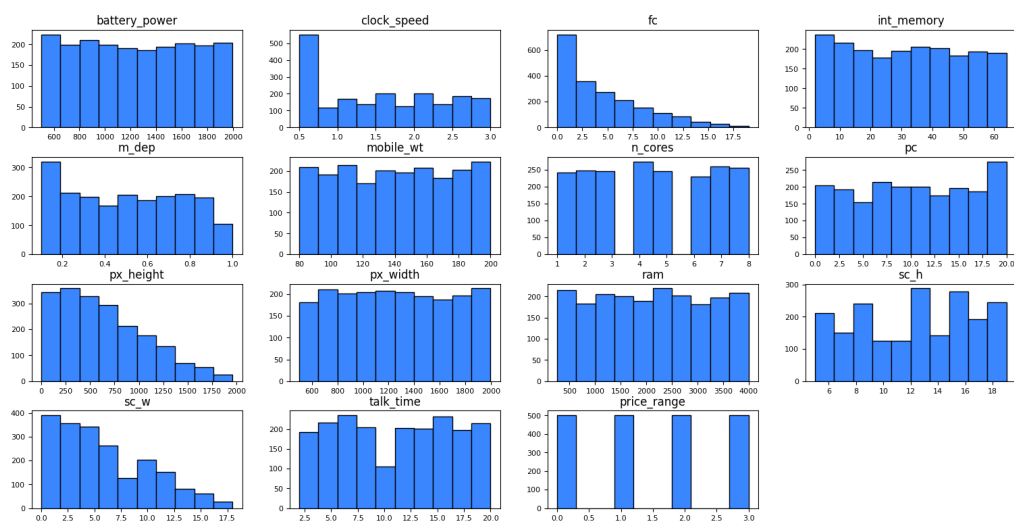 battery_power
clock_speed
fc
int_memory
200
150
100
50
0
600 800 1000 1200 1400 1600 1800 2000
500
400
300
200
100
0
0.5 1.0 1.5 2.0 2.5 3.0
600
400
200
0
0.0 2.5 5.0 7.5 10.0 12.5 15.0 17.5
200
150
100
50
0
0 10 20 30 40 50 60
m_dep
mobile_wt
n_cores
pc
300
200
100
0
0.2 0.4 0.6 0.8 1.0
200
150
100
50
0
80 100 120 140 160 180 200
250
200
150
100
50
0
1 2 3 4 5 6 7 8
250
200
150
100
50
0
0.0 2.5 5.0 7.5 10.0 12.5 15.0 17.5 20.0
px_height
px_width
ram
sc_h
300
200
100
0
0 250 500 750 1000 1250 1500 1750 2000
200
150
100
50
0
600 800 1000 1200 1400 1600 1800 2000
200
150
100
50
0
500 1000 1500 2000 2500 3000 3500 4000
300
200
100
0
6 8 10 12 14 16 18
sc_w
talk_time
price_range
400
300
200
100
0
0.0 2.5 5.0 7.5 10.0 12.5 15.0 17.5
200
150
100
50
0
2.5 5.0 7.5 10.0 12.5 15.0 17.5 20.0
500
400
300
200
100
0
0.0 0.5 1.0 1.5 2.0 2.5 3.0